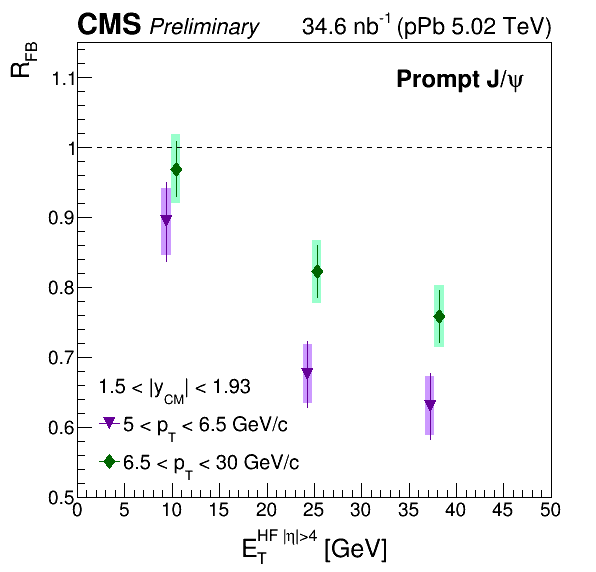 CMS Preliminary 34.6 nb⁻¹ (pPb 5.02 TeV)
R_FB
Prompt J/ψ
1.1
1
0.9
0.8
0.7
0.6
0.5
1.5 < |y_CM| < 1.93
5 < p_T < 6.5 GeV/c
6.5 < p_T < 30 GeV/c
0 5 10 15 20 25 30 35 40 45 50
E_T^{HF |η|>4} [GeV]